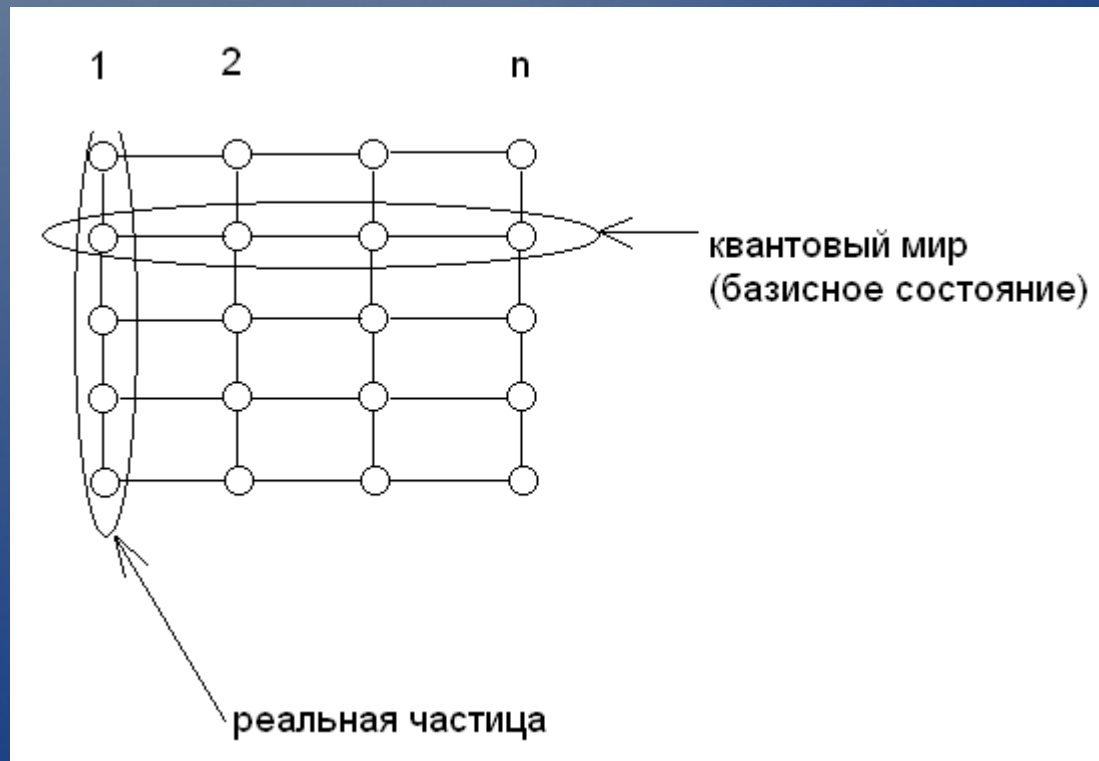 1 2 n
квантовый мир
(базисное состояние)
реальная частица